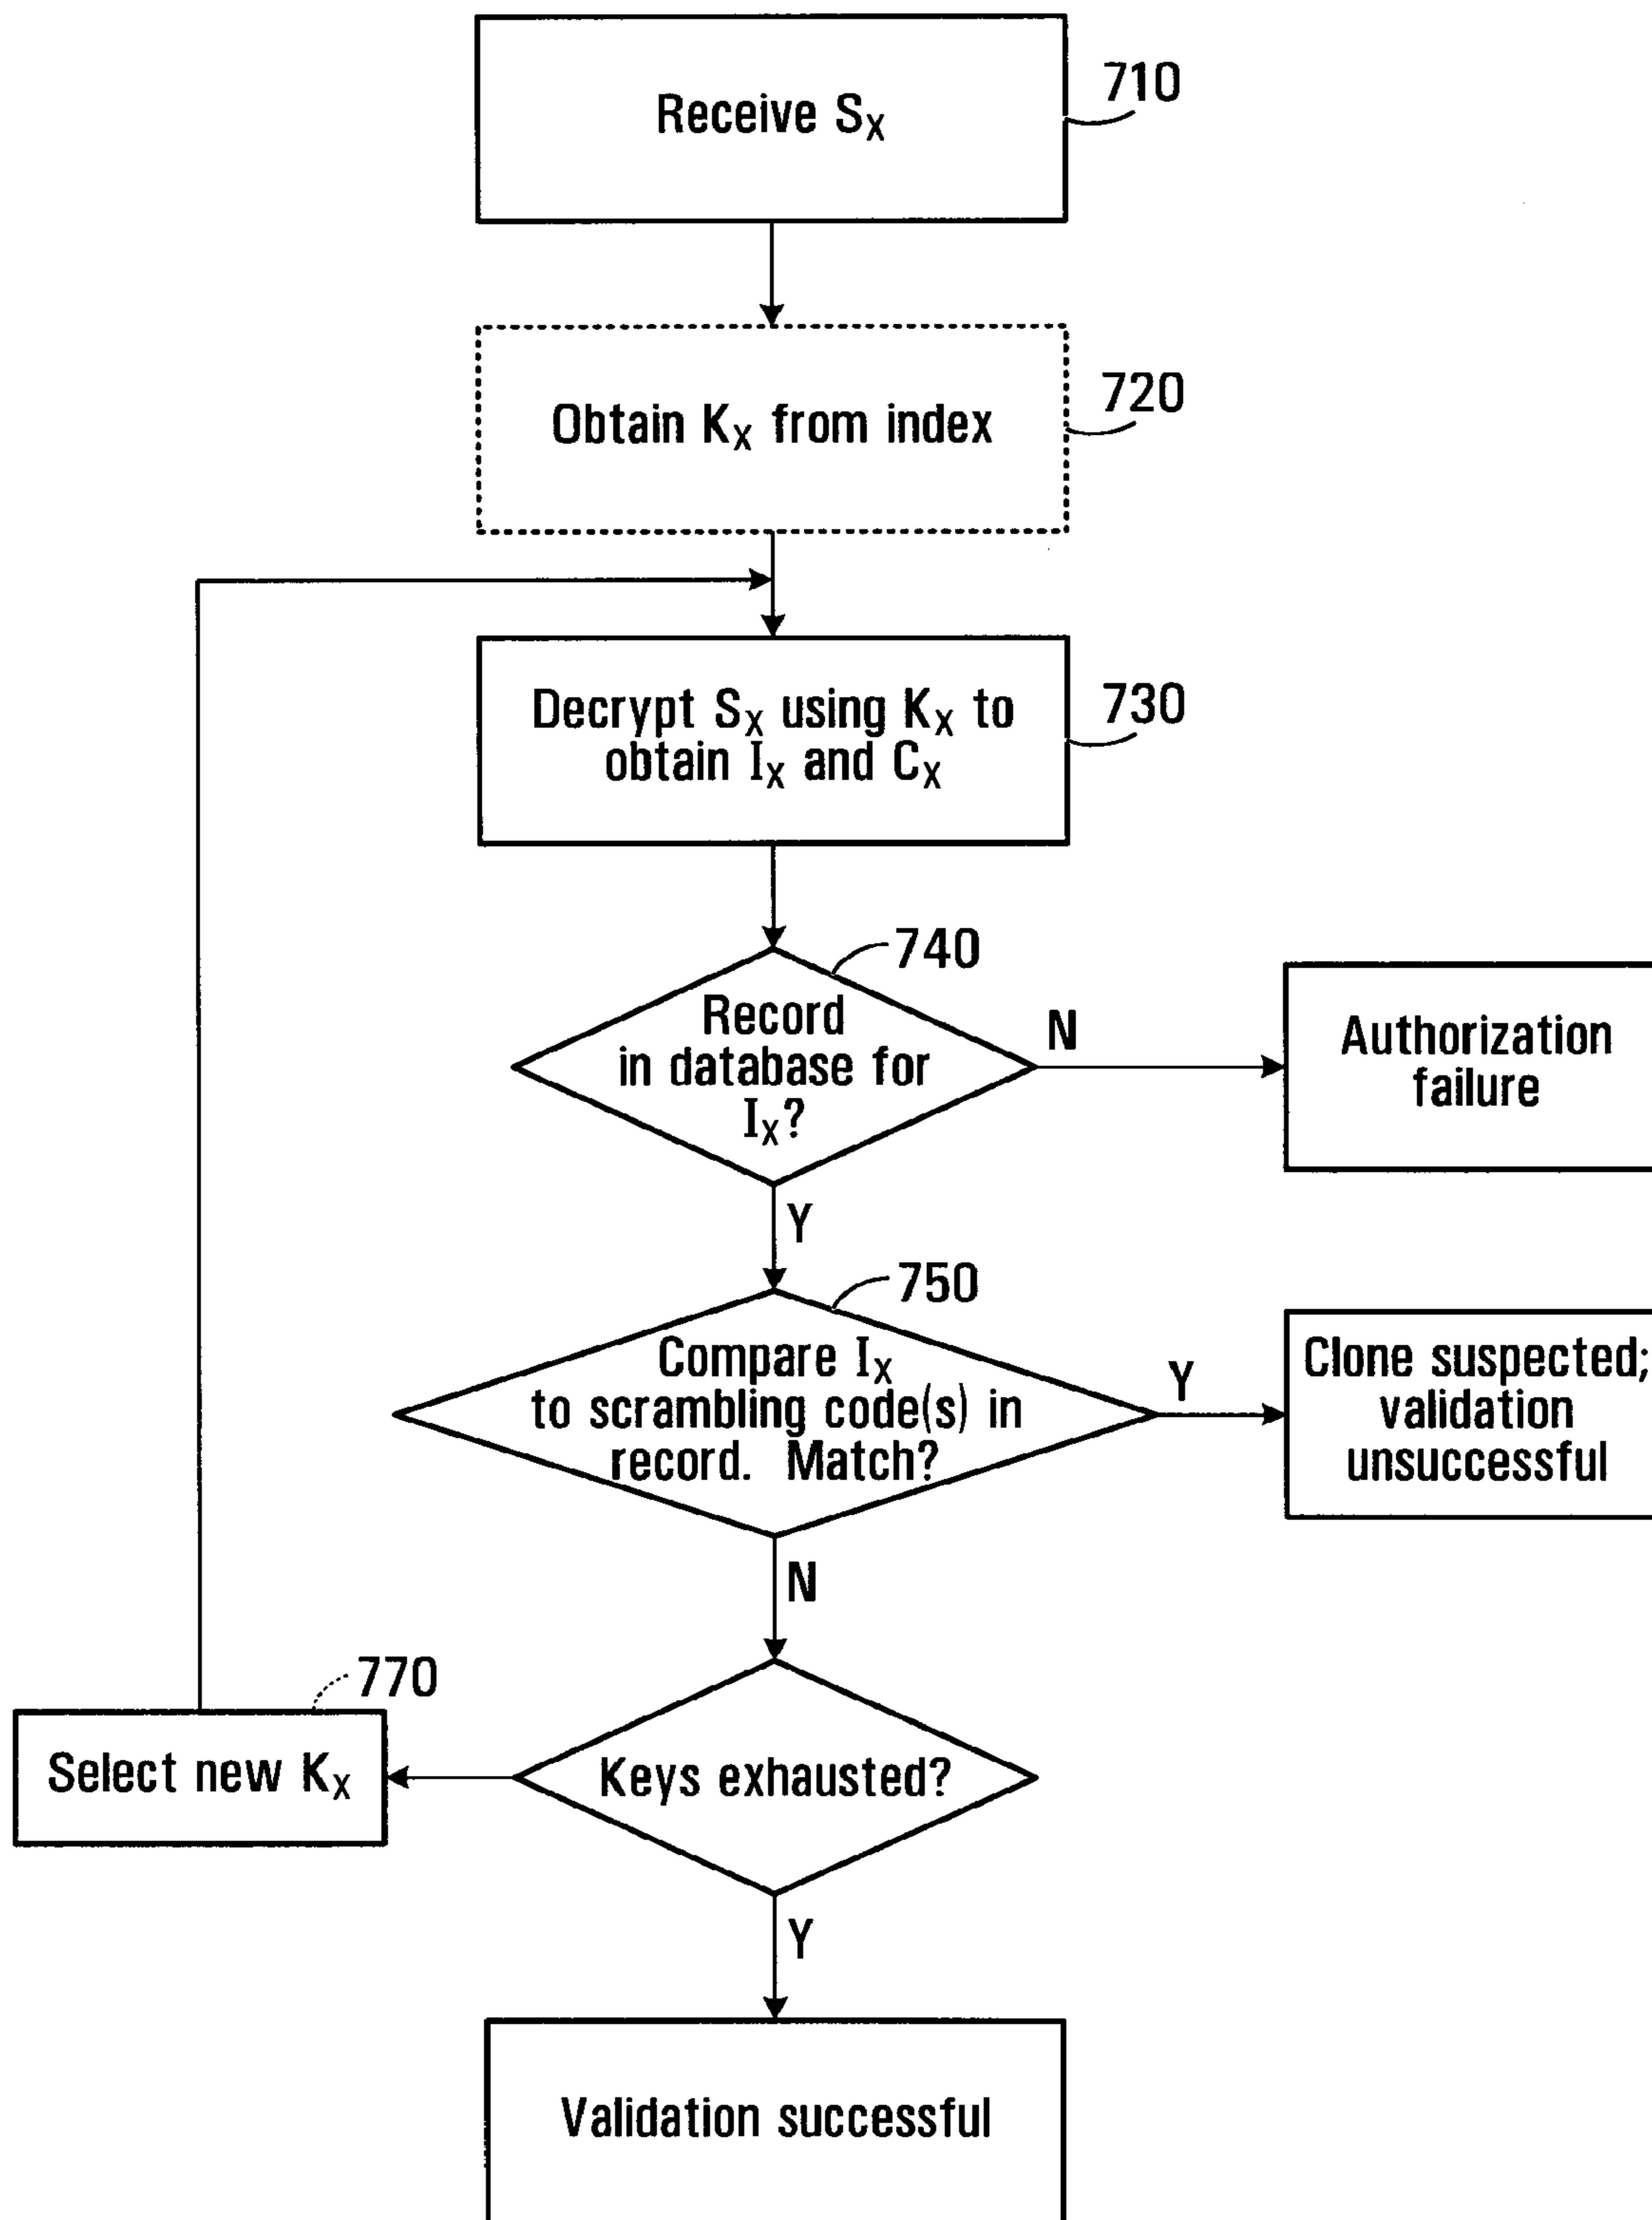 Receive Sx
710
Obtain Kx from index
720
Decrypt Sx using Kx to
obtain Ix and Cx
730
740
Record
in database for
Ix?
N
Authorization
failure
Y
750
Compare Ix
to scrambling code(s) in
record. Match?
Y
Clone suspected;
validation
unsuccessful
N
770
Select new Kx
Keys exhausted?
Y
Validation successful